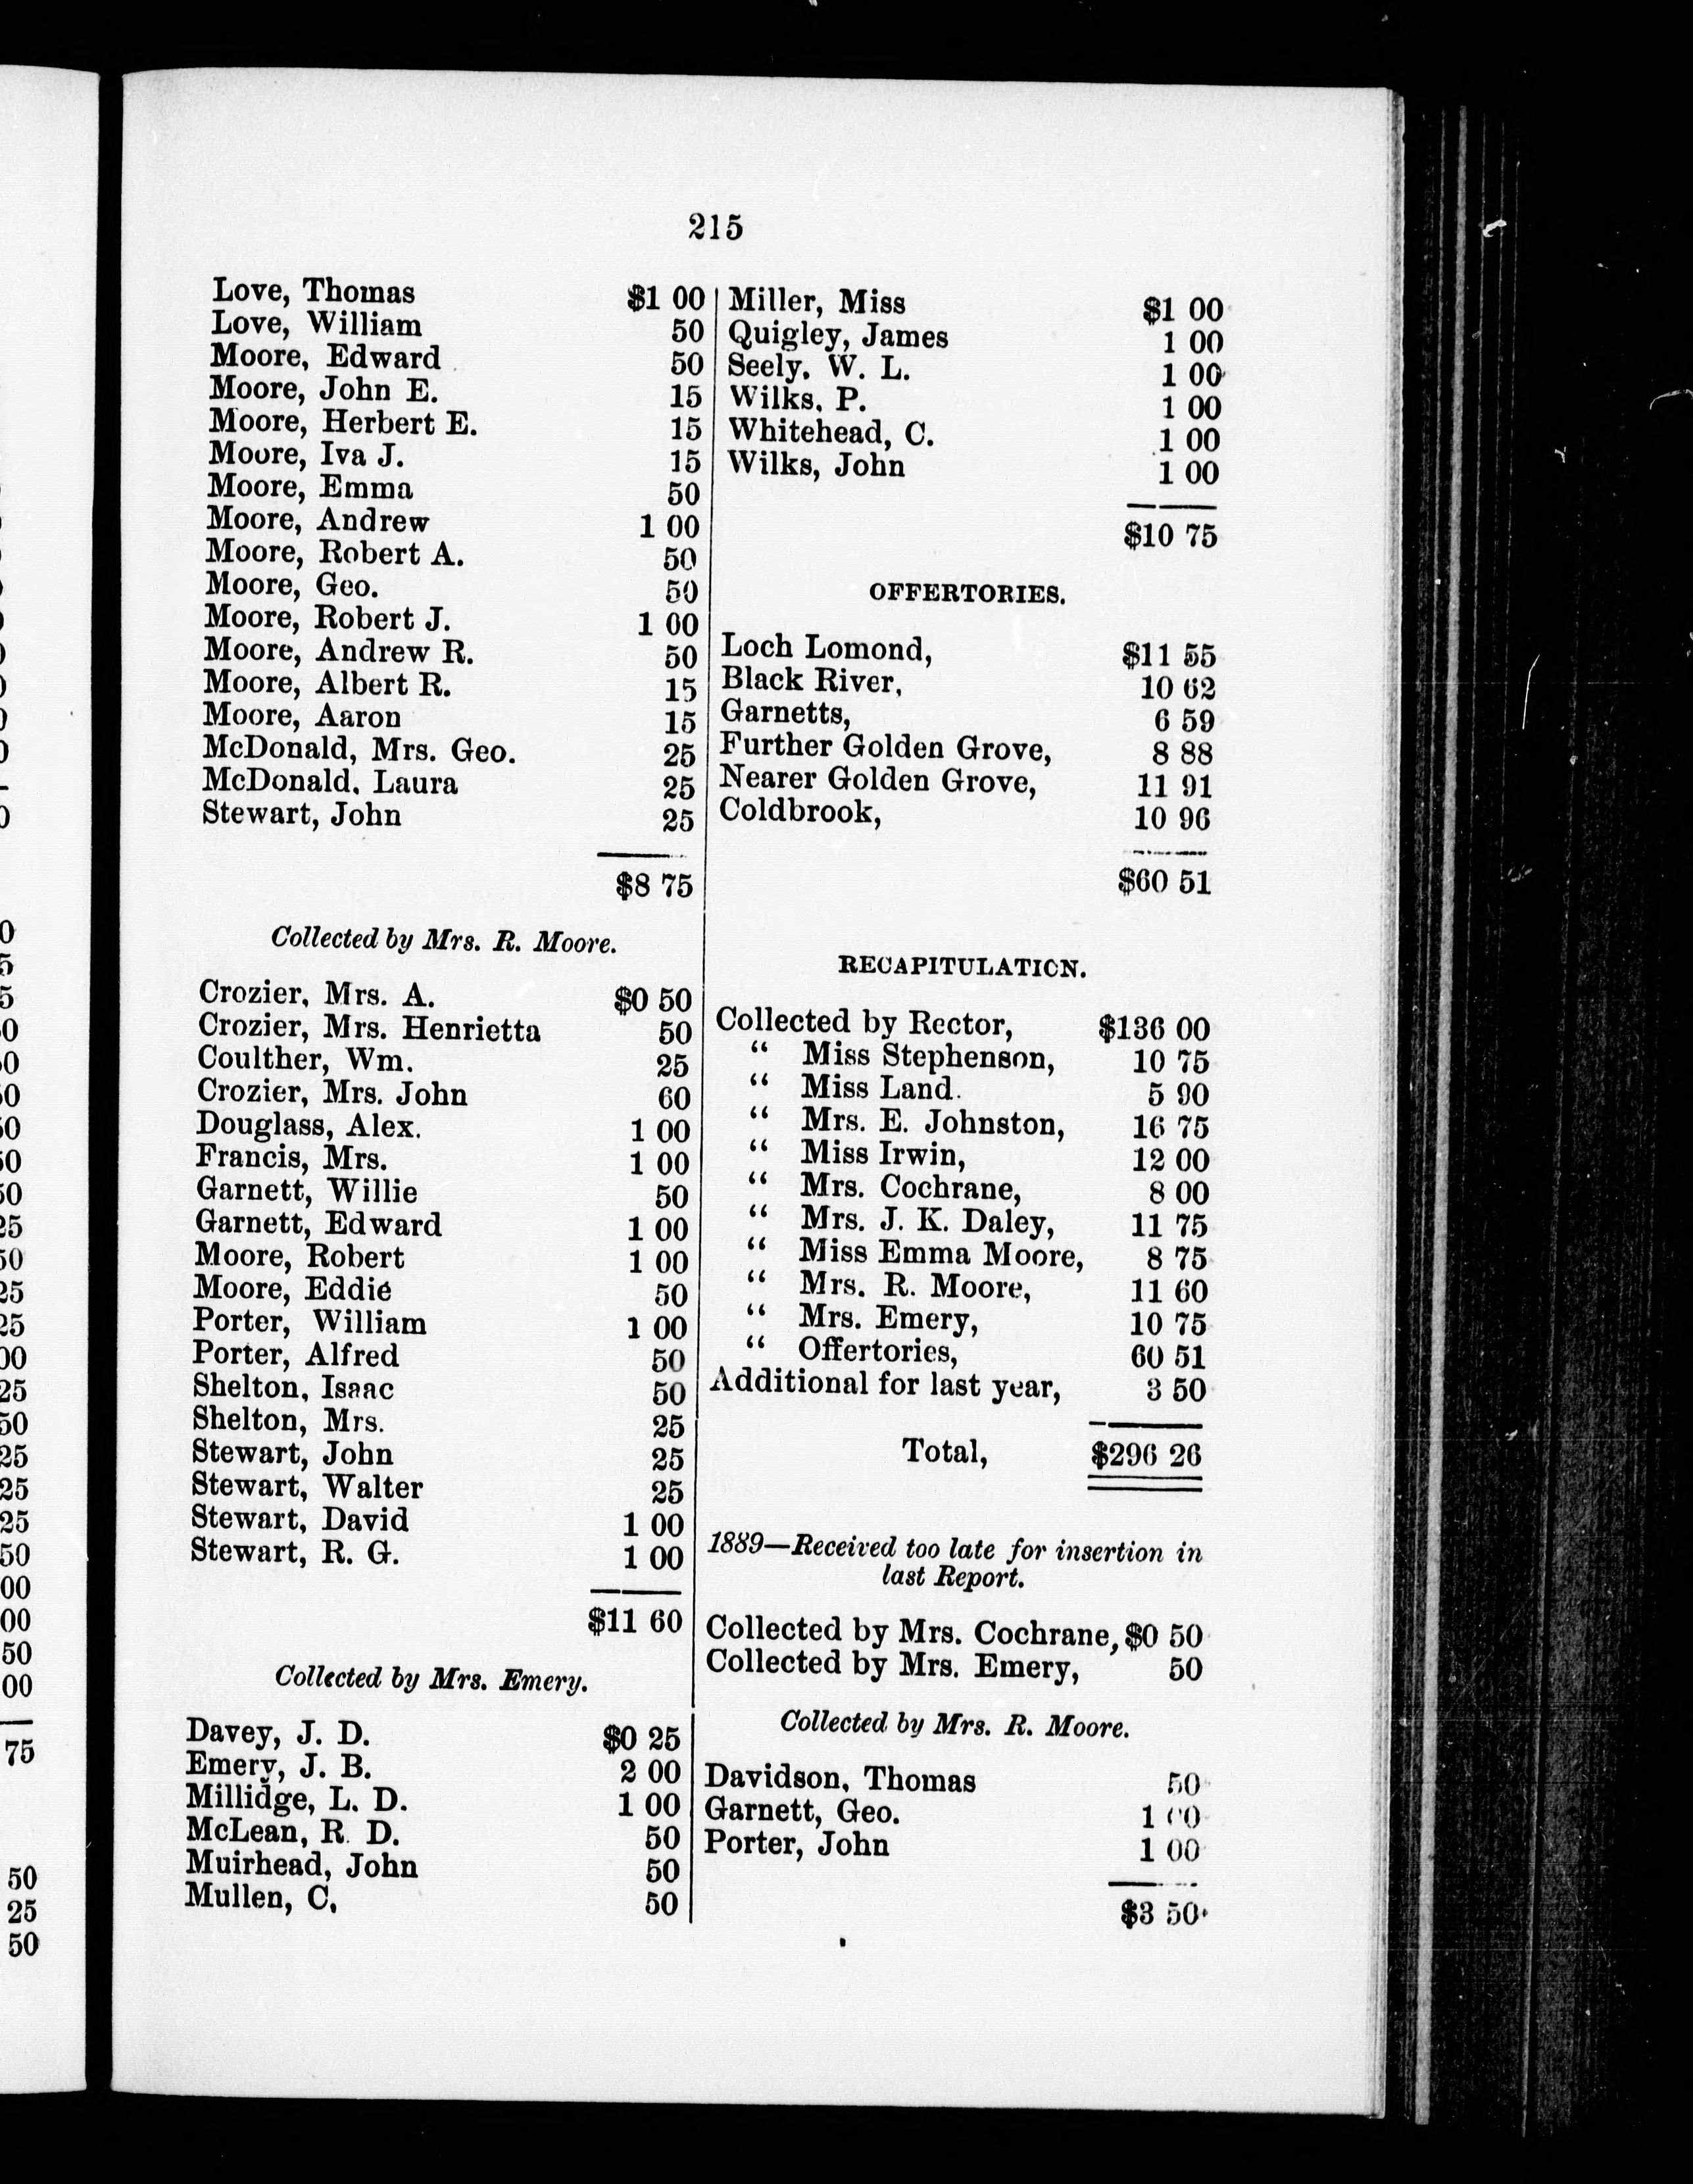 215
Love, Thomas $1 00
Love, William 50
Moore, Edward 50
Moore, John E. 15
Moore, Herbert E. 15
Moore, Iva J. 15
Moore, Emma 50
Moore, Andrew 1 00
Moore, Robert A. 50
Moore, Geo. 50
Moore, Robert J. 1 00
Moore, Andrew R. 50
Moore, Albert R. 15
Moore, Aaron 15
McDonald, Mrs. Geo. 25
McDonald, Laura 25
Stewart, John 25
$8 75
Collected by Mrs. R. Moore.
Crozier, Mrs. A. $0 50
Crozier, Mrs. Henrietta 50
Coulther, Wm. 25
Crozier, Mrs. John 60
Douglass, Alex. 1 00
Francis, Mrs. 1 00
Garnett, Willie 50
Garnett, Edward 1 00
Moore, Robert 1 00
Moore, Eddie 50
Porter, William 1 00
Porter, Alfred 50
Shelton, Isaac 50
Shelton, Mrs. 25
Stewart, John 25
Stewart, Walter 25
Stewart, David 1 00
Stewart, R. G. 1 00
$11 60
Collected by Mrs. Emery.
Davey, J. D. $0 25
Emery, J. B. 2 00
Millidge, L. D. 1 00
McLean, R. D. 50
Muirhead, John 50
Mullen, C. 50
Miller, Miss $1 00
Quigley, James 1 00
Seely, W. L. 1 00
Wilks, P. 1 00
Whitehead, C. 1 00
Wilks, John 1 00
$10 75
OFFERTORIES.
Loch Lomond, $11 55
Black River, 10 62
Garnetts, 6 59
Further Golden Grove, 8 88
Nearer Golden Grove, 11 91
Coldbrook, 10 96
$60 51
RECAPITULATION.
Collected by Rector, $136 00
“ Miss Stephenson, 10 75
“ Miss Land. 5 90
“ Mrs. E. Johnston, 16 75
“ Miss Irwin, 12 00
“ Mrs. Cochrane, 8 00
“ Mrs. J. K. Daley, 11 75
“ Miss Emma Moore, 8 75
“ Mrs. R. Moore, 11 60
“ Mrs. Emery, 10 75
“ Offertories, 60 51
Additional for last year, 3 50
Total, $296 26
1889—Received too late for insertion in
last Report.
Collected by Mrs. Cochrane, $0 50
Collected by Mrs. Emery, 50
Collected by Mrs. R. Moore.
Davidson, Thomas 50
Garnett, Geo. 1 00
Porter, John 1 00
$3 50